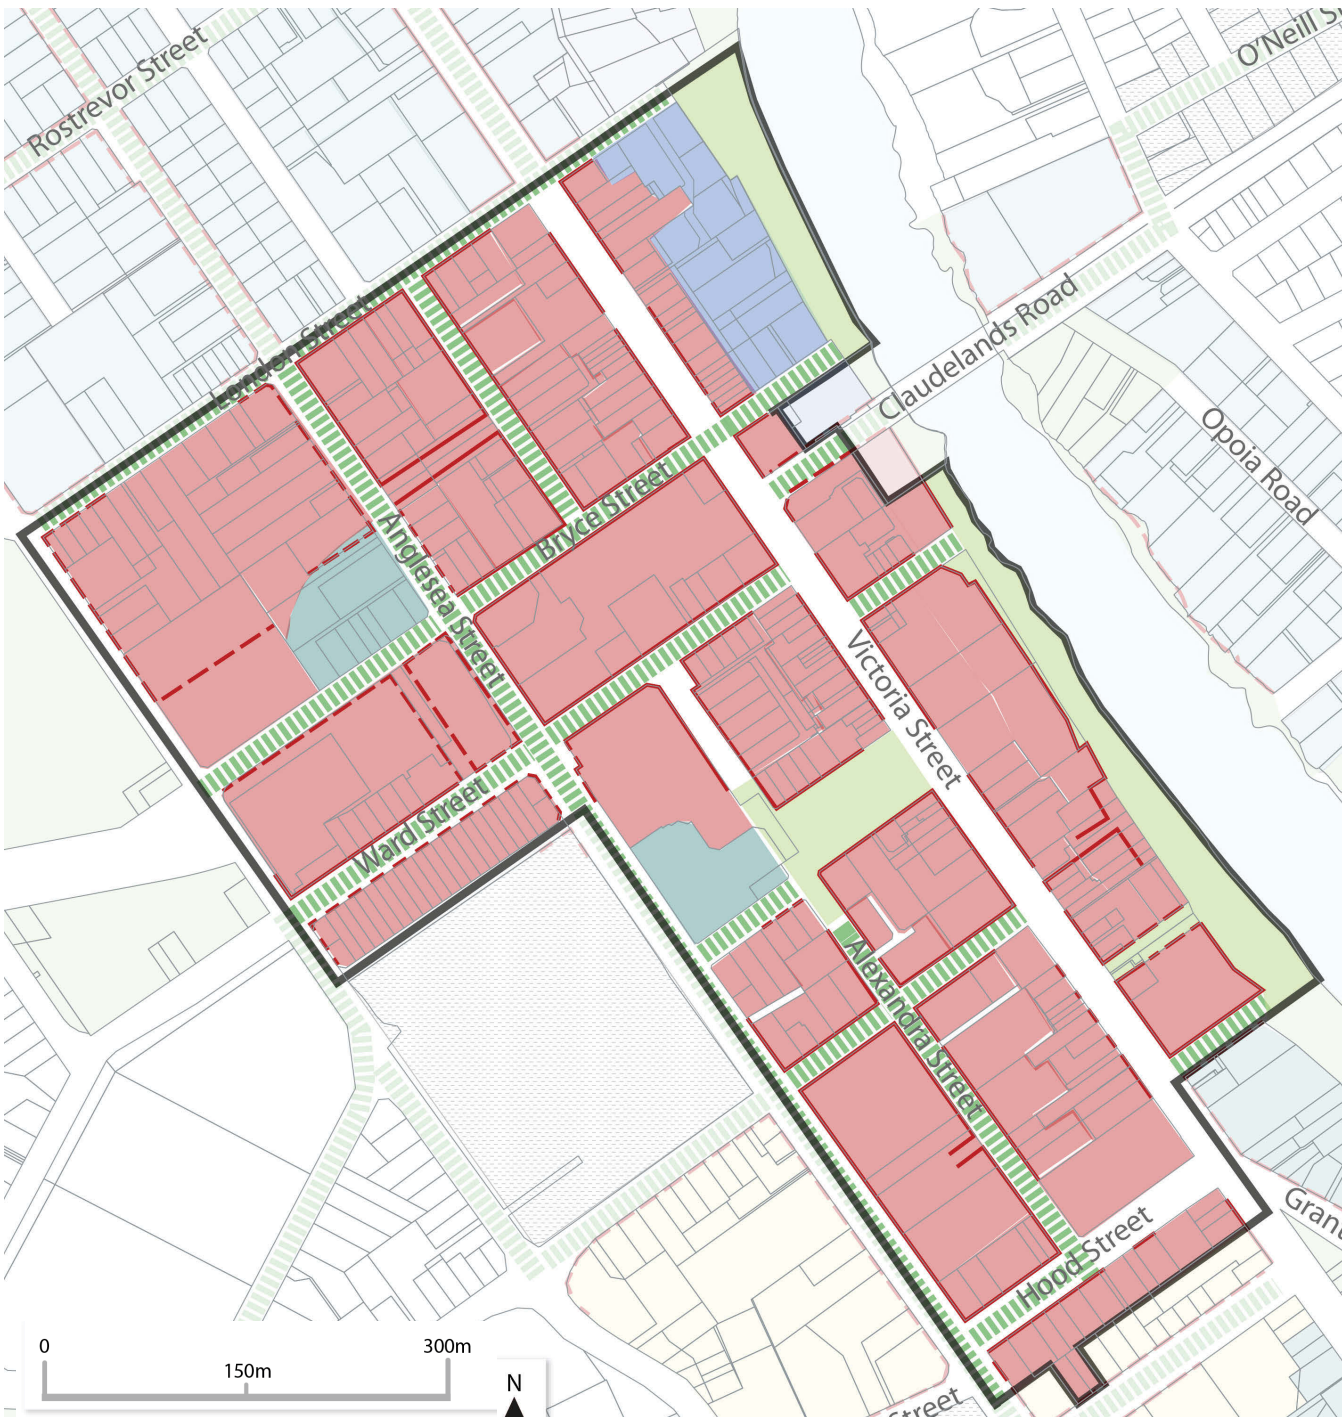 Rostrevor Street
O'Neill S
London Street
Claudelands Road
Opoia Road
Bryce Street
Anglesea Street
Victoria Street
Ward Street
Alexandra Street
Hood Street
Grant
Street
0
150m
300m
N